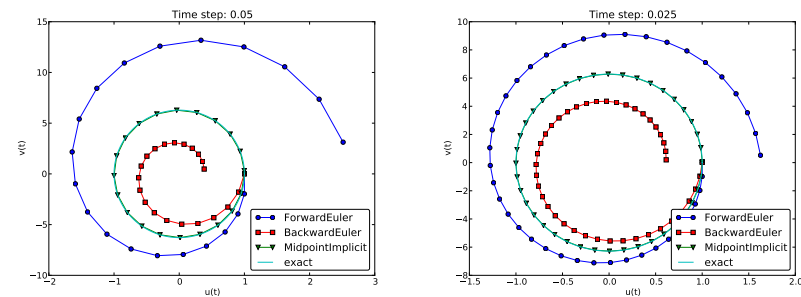 Time step: 0.05
15
10
5
0
−5
−10
v(t)
−2
−1
0
1
2
3
u(t)
ForwardEuler
BackwardEuler
MidpointImplicit
exact
Time step: 0.025
10
8
6
4
2
0
−2
−4
−6
−8
v(t)
−1.5
−1.0
−0.5
0.0
0.5
1.0
1.5
2.0
u(t)
ForwardEuler
BackwardEuler
MidpointImplicit
exact